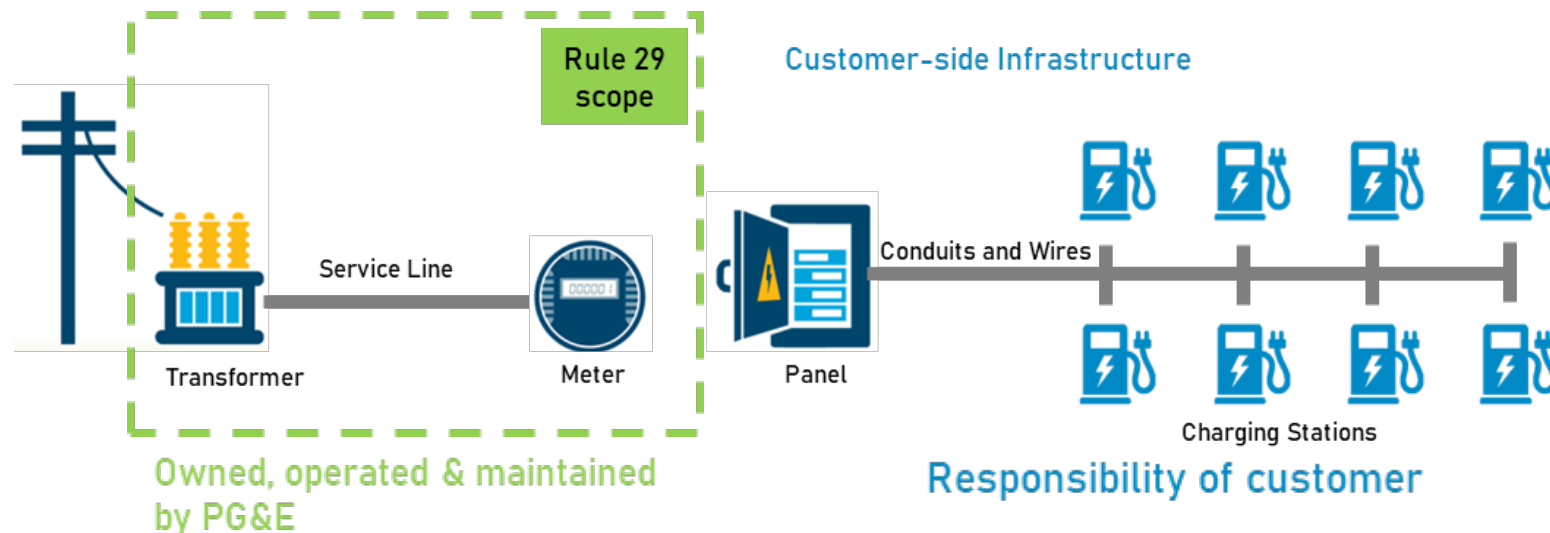 Rule 29
scope
Customer-side Infrastructure
Service Line
000001
Conduits and Wires
Transformer
Meter
Panel
Charging Stations
Owned, operated & maintained
by PG&E
Responsibility of customer